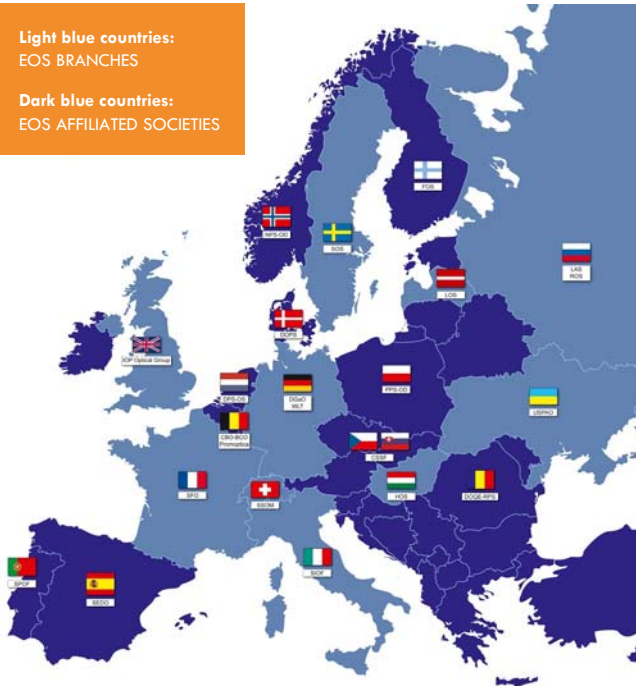 Light blue countries:
EOS BRANCHES
Dark blue countries:
EOS AFFILIATED SOCIETIES
FOS
NFS-OD
SOS
LAS
ROS
LOS
DOPS
IOP Optical Group
DPS-OS
DGaO
WLT
PPS-OD
USPRO
CBO-BCO
Promoptica
CSSF
SFO
SSOM
HOS
DOQE-RPS
SIOF
SPOF
SEDO